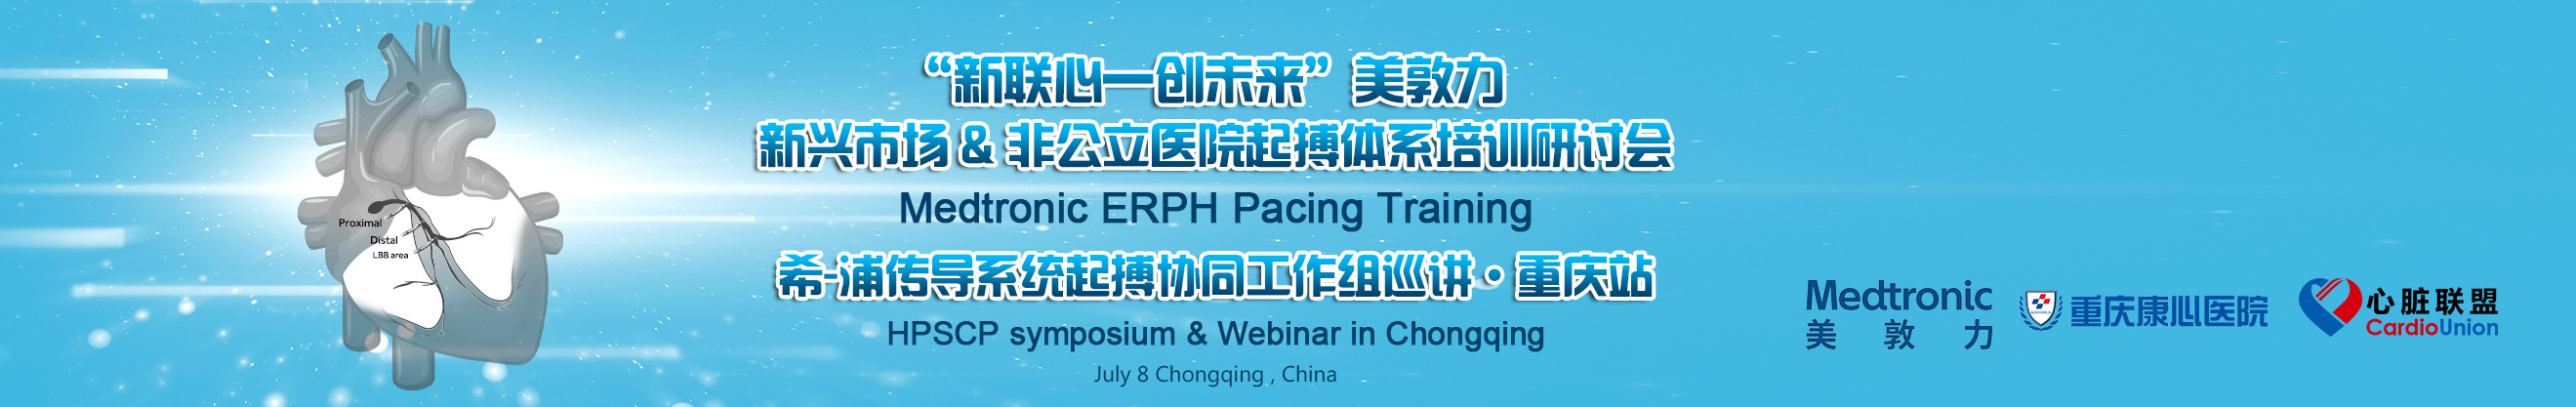 “新联心一创未来”美敦力
新兴市场 & 非公立医院起搏体系培训研讨会
Medtronic ERPH Pacing Training
希-浦传导系统起搏协同工作组巡讲·重庆站
HPSCP symposium & Webinar in Chongqing
July 8 Chongqing , China
Proximal
Distal
LBB area
Medtronic
美敦力
重庆康心医院
心脏联盟
CardioUnion